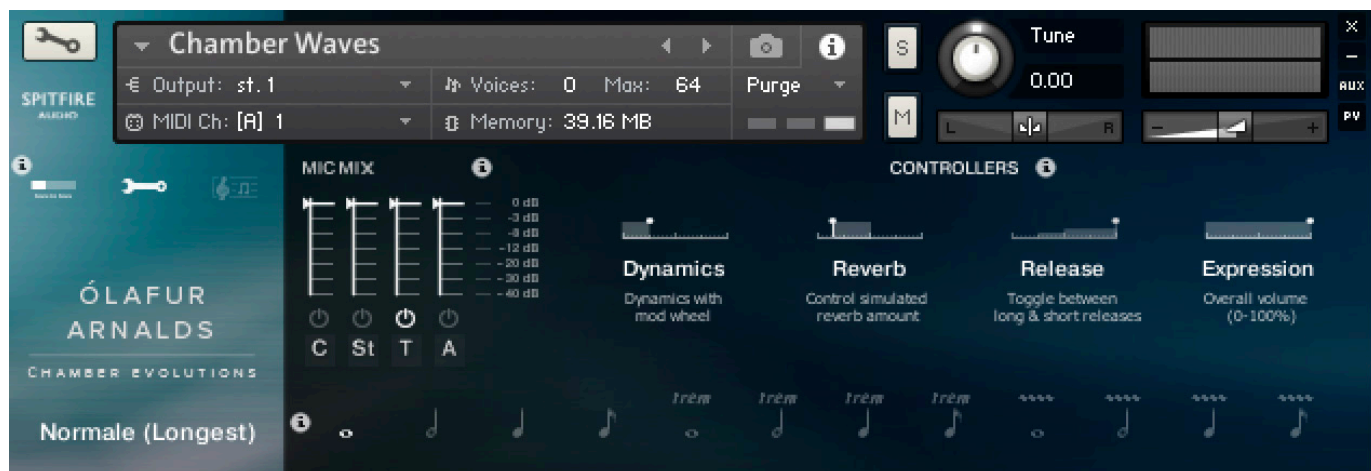 Chamber Waves
Output: st.1
Voices: 0 Max: 64
Purge
MIDI Ch: [A] 1
Memory: 39.16 MB
S
M
Tune
0.00
L
R
-
+
X
-
AUX
PV
SPITFIRE
AUDIO
MIC MIX
CONTROLLERS
0 dB
-3 dB
-12 dB
-20 dB
-30 dB
-40 dB
C St T A
Dynamics
Dynamics with
mod wheel
Reverb
Control simulated
reverb amount
Release
Toggle between
long & short releases
Expression
Overall volume
(0-100%)
ÓLAFUR
ARNALDS
CHAMBER EVOLUTIONS
Normale (Longest)
trem trem trem trem